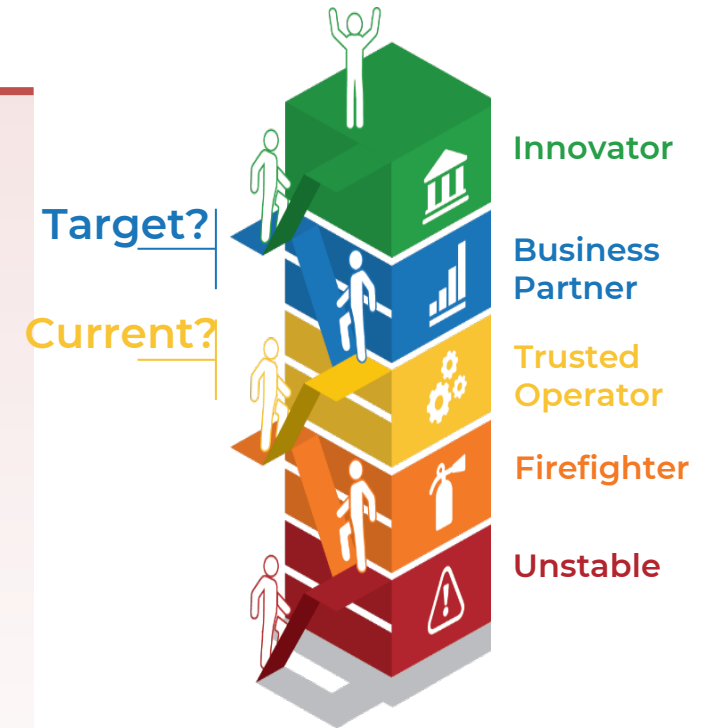 Innovator
Target?
Business
Partner
Current?
Trusted
Operator
Firefighter
Unstable